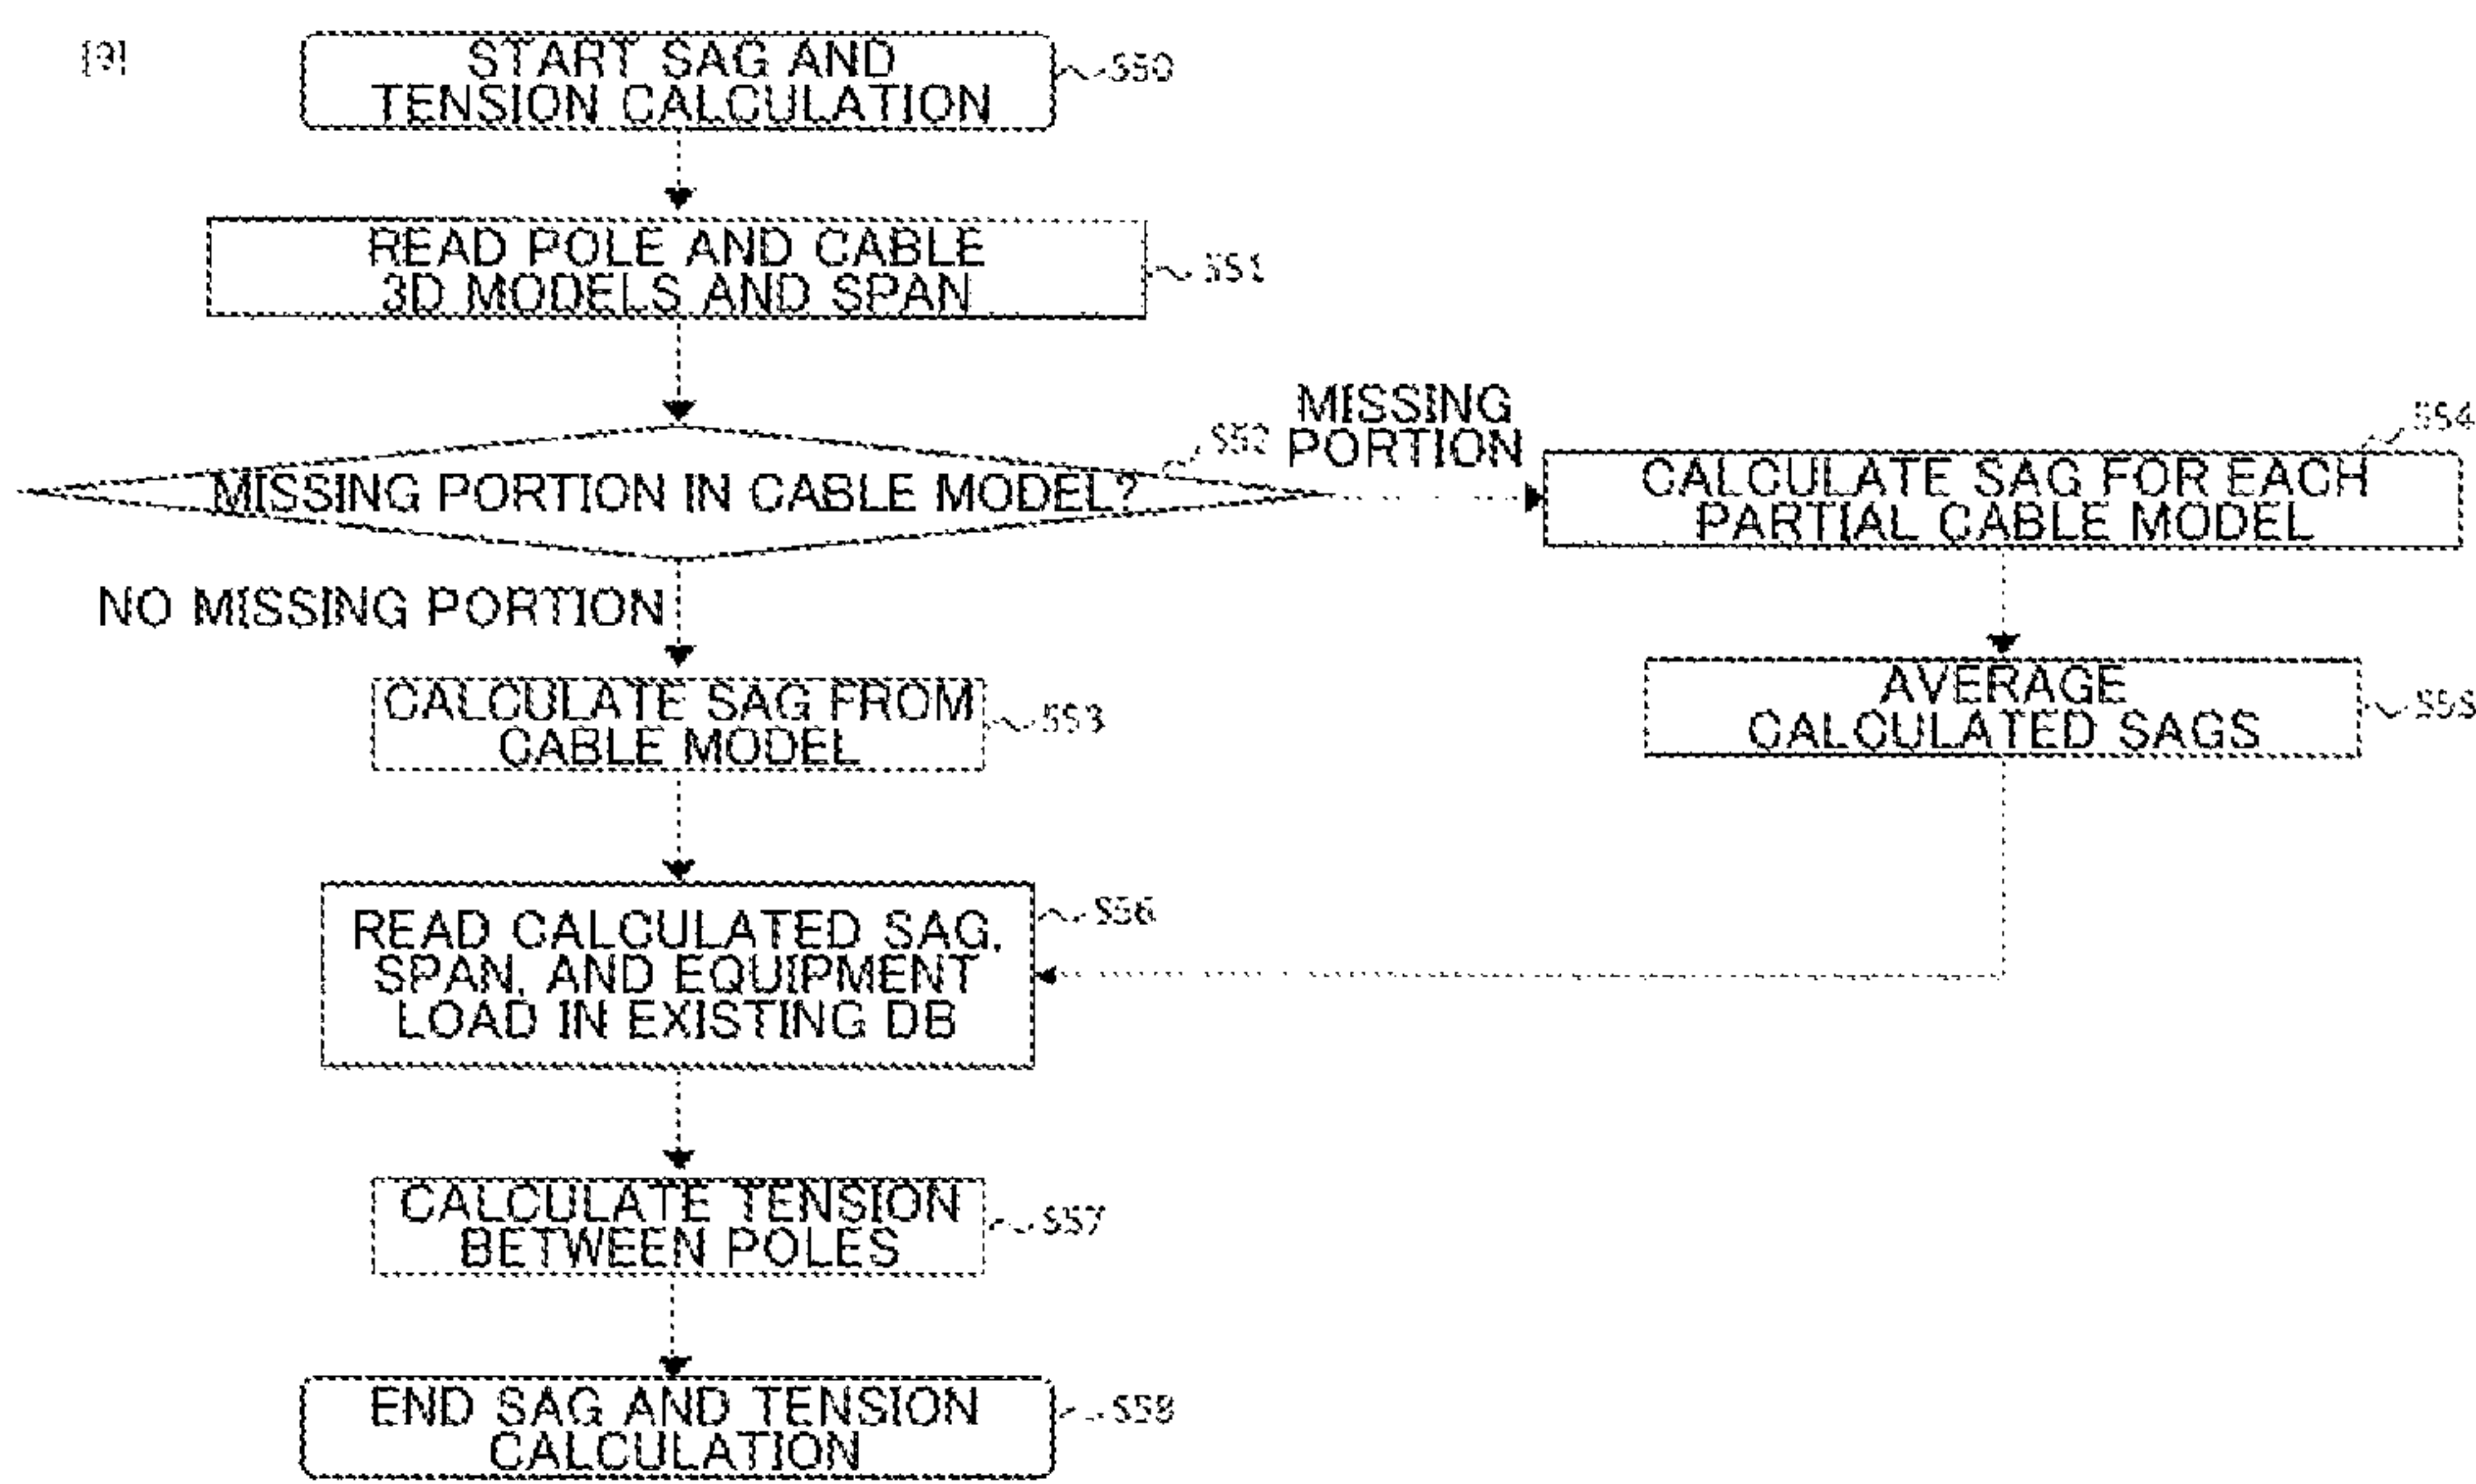 [9]
START SAG AND
TENSION CALCULATION
S50
READ POLE AND CABLE
3D MODELS AND SPAN
S51
MISSING PORTION IN CABLE MODEL?
S52
MISSING
PORTION
CALCULATE SAG FOR EACH
PARTIAL CABLE MODEL
S54
NO MISSING PORTION
CALCULATE SAG FROM
CABLE MODEL
S53
AVERAGE
CALCULATED SAGS
S55
READ CALCULATED SAG,
SPAN, AND EQUIPMENT
LOAD IN EXISTING DB
S56
CALCULATE TENSION
BETWEEN POLES
S57
END SAG AND TENSION
CALCULATION
S58